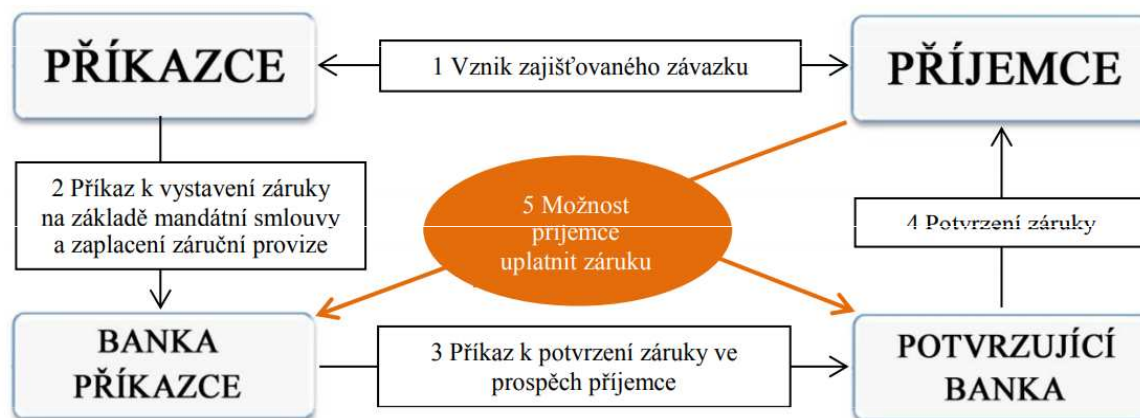 PŘÍKAZCE
1 Vznik zajišťovaného závazku
PŘÍJEMCE
2 Příkaz k vystavení záruky
na základě mandátní smlouvy
a zaplacení záruční provize
5 Možnost
příjemce
uplatnit záruku
4 Potvrzení záruky
BANKA
PŘÍKAZCE
3 Příkaz k potvrzení záruky ve
prospěch příjemce
POTVRZUJÍCÍ
BANKA